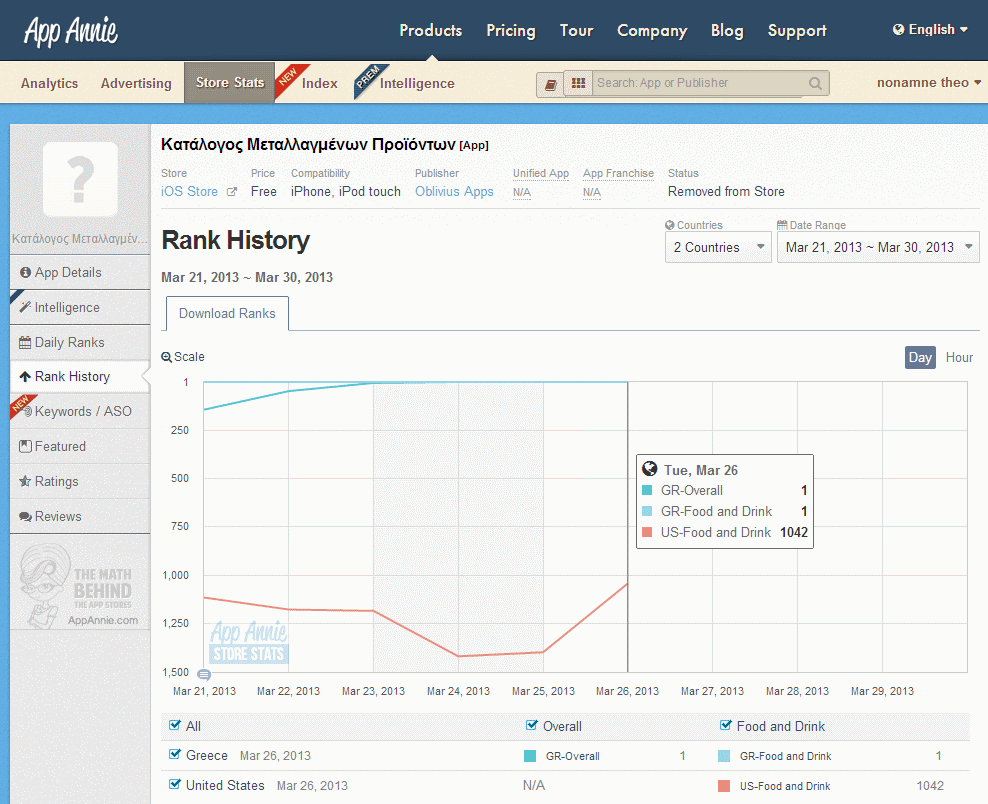 App Annie
Products Pricing Tour Company Blog Support English
Analytics Advertising Store Stats NEW Index PREM Intelligence Search: App or Publisher nonamne theo
?
Κατάλογος Μεταλλαγμέν...
App Details
Intelligence
Daily Ranks
Rank History
NEW Keywords / ASO
Featured
Ratings
Reviews
THE MATH
BEHIND
THE APP STORES
AppAnnie.com
Κατάλογος Μεταλλαγμένων Προϊόντων [App]
Store Price Compatibility Publisher Unified App App Franchise Status
iOS Store Free iPhone, iPod touch Oblivius Apps N/A N/A Removed from Store
Rank History
Countries Date Range
2 Countries Mar 21, 2013 ~ Mar 30, 2013
Mar 21, 2013 ~ Mar 30, 2013
Download Ranks
Scale Day Hour
1
250
500
750
1,000
1,250
1,500
Tue, Mar 26
GR-Overall 1
GR-Food and Drink 1
US-Food and Drink 1042
App Annie
STORE STATS
Mar 21, 2013 Mar 22, 2013 Mar 23, 2013 Mar 24, 2013 Mar 25, 2013 Mar 26, 2013 Mar 27, 2013 Mar 28, 2013 Mar 29, 2013
All Overall Food and Drink
Greece Mar 26, 2013 GR-Overall 1 GR-Food and Drink 1
United States Mar 26, 2013 N/A US-Food and Drink 1042